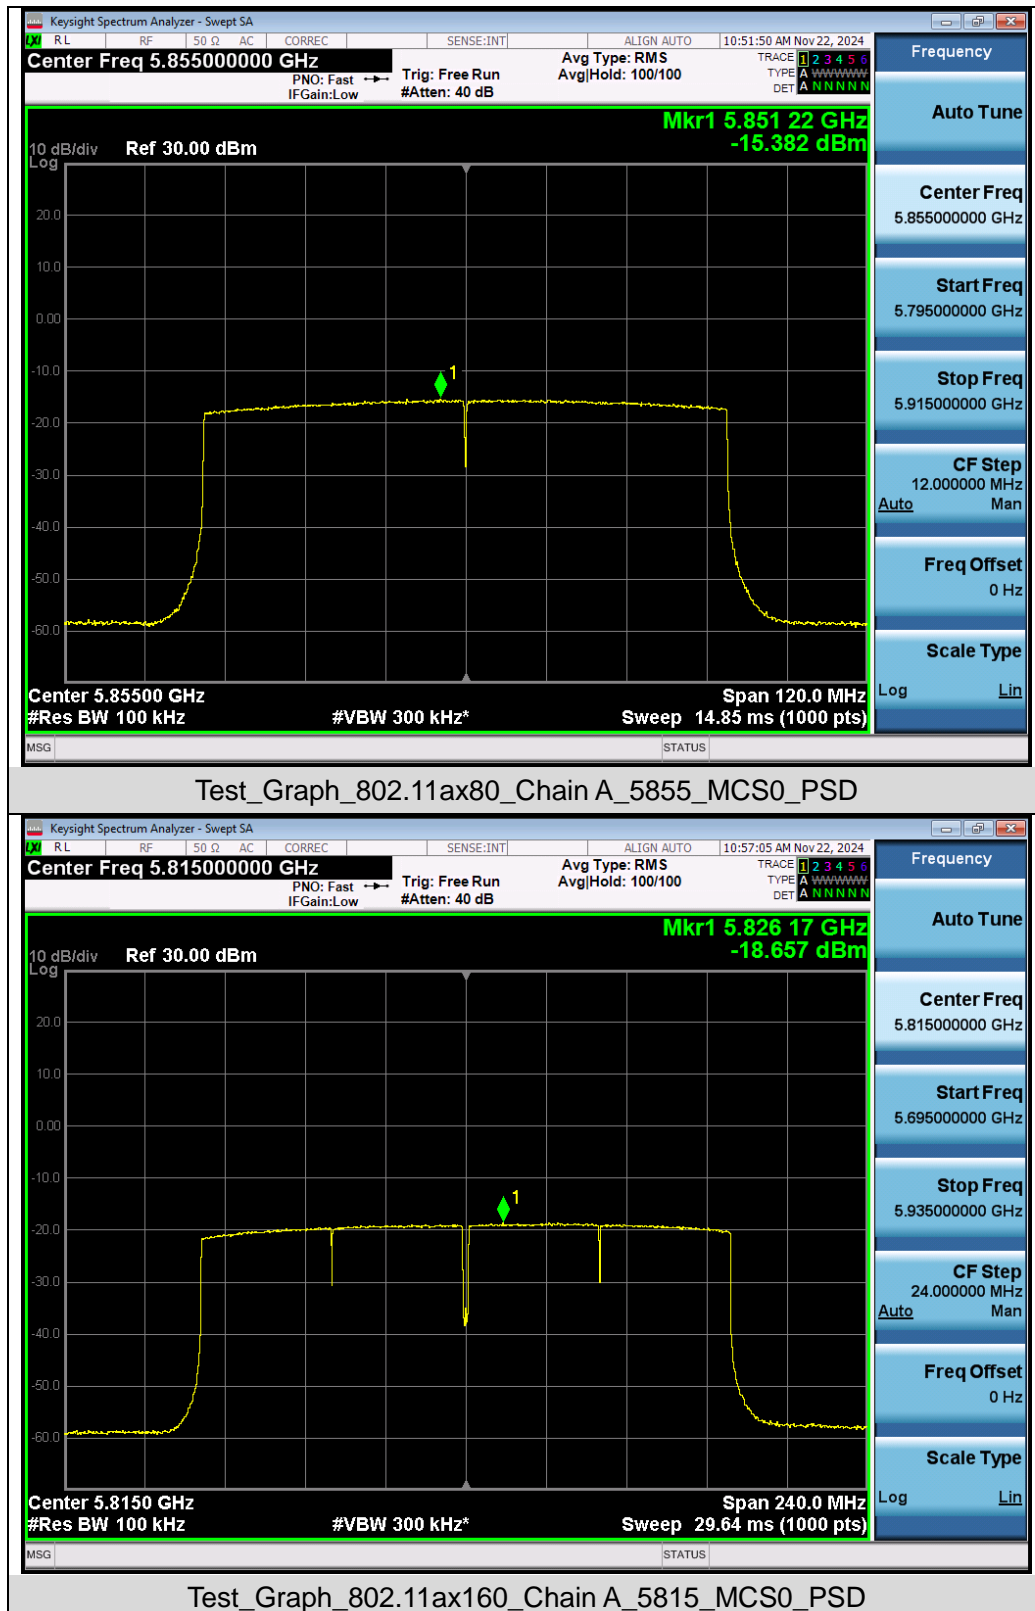 Keysight Spectrum Analyzer - Swept SA
LXI RL RF 50 Ω AC CORREC SENSE:INT ALIGN AUTO 10:51:50 AM Nov 22, 2024
Center Freq 5.855000000 GHz
PNO: Fast
IFGain:Low
Trig: Free Run
#Atten: 40 dB
Avg Type: RMS
Avg|Hold: 100/100
TRACE 1 2 3 4 5 6
TYPE A WWWWW
DET A N N N N N
Frequency
Auto Tune
Center Freq
5.855000000 GHz
Start Freq
5.795000000 GHz
Stop Freq
5.915000000 GHz
CF Step
12.000000 MHz
Auto Man
Freq Offset
0 Hz
Scale Type
Log Lin
Mkr1 5.851 22 GHz
-15.382 dBm
10 dB/div Ref 30.00 dBm
Log
20.0
10.0
0.00
1
-10.0
-20.0
-30.0
-40.0
-50.0
-60.0
Center 5.85500 GHz Span 120.0 MHz
#Res BW 100 kHz #VBW 300 kHz* Sweep 14.85 ms (1000 pts)
MSG STATUS
Test_Graph_802.11ax80_Chain A_5855_MCS0_PSD
Keysight Spectrum Analyzer - Swept SA
LXI RL RF 50 Ω AC CORREC SENSE:INT ALIGN AUTO 10:57:05 AM Nov 22, 2024
Center Freq 5.815000000 GHz
PNO: Fast
IFGain:Low
Trig: Free Run
#Atten: 40 dB
Avg Type: RMS
Avg|Hold: 100/100
TRACE 1 2 3 4 5 6
TYPE A WWWWW
DET A N N N N N
Frequency
Auto Tune
Center Freq
5.815000000 GHz
Start Freq
5.695000000 GHz
Stop Freq
5.935000000 GHz
CF Step
24.000000 MHz
Auto Man
Freq Offset
0 Hz
Scale Type
Log Lin
Mkr1 5.826 17 GHz
-18.657 dBm
10 dB/div Ref 30.00 dBm
Log
20.0
10.0
0.00
-10.0
1
-20.0
-30.0
-40.0
-50.0
-60.0
Center 5.8150 GHz Span 240.0 MHz
#Res BW 100 kHz #VBW 300 kHz* Sweep 29.64 ms (1000 pts)
MSG STATUS
Test_Graph_802.11ax160_Chain A_5815_MCS0_PSD